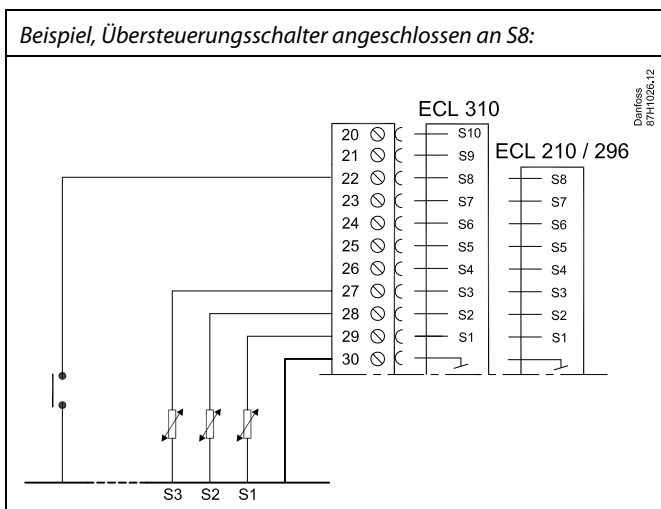 Beispiel, Übersteuerungsschalter angeschlossen an S8:
Danfoss
87H1026.12
ECL 310
ECL 210 / 296
20 S10
21 S9
22 S8 S8
23 S7 S7
24 S6 S6
25 S5 S5
26 S4 S4
27 S3 S3
28 S2 S2
29 S1 S1
30
S3 S2 S1